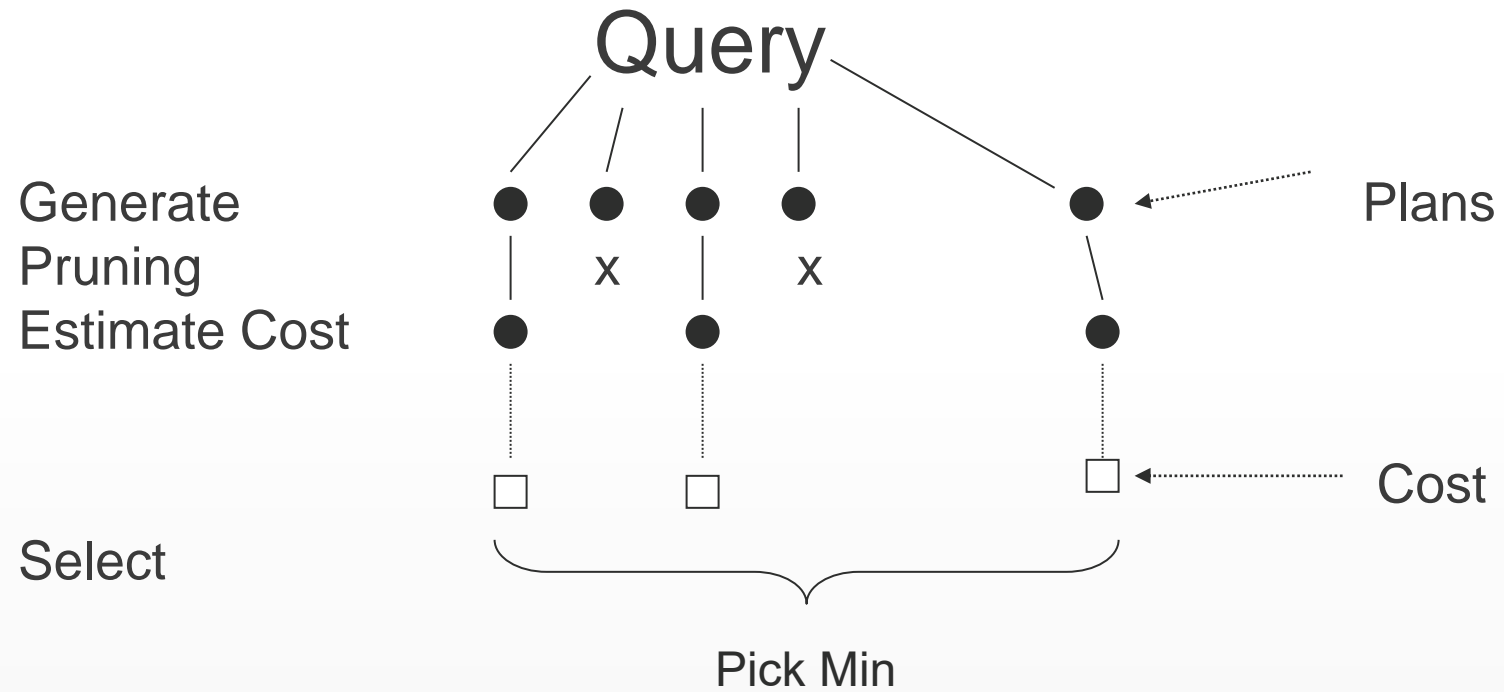 Query
Generate
Plans
Pruning
x
x
Estimate Cost
Cost
Select
Pick Min